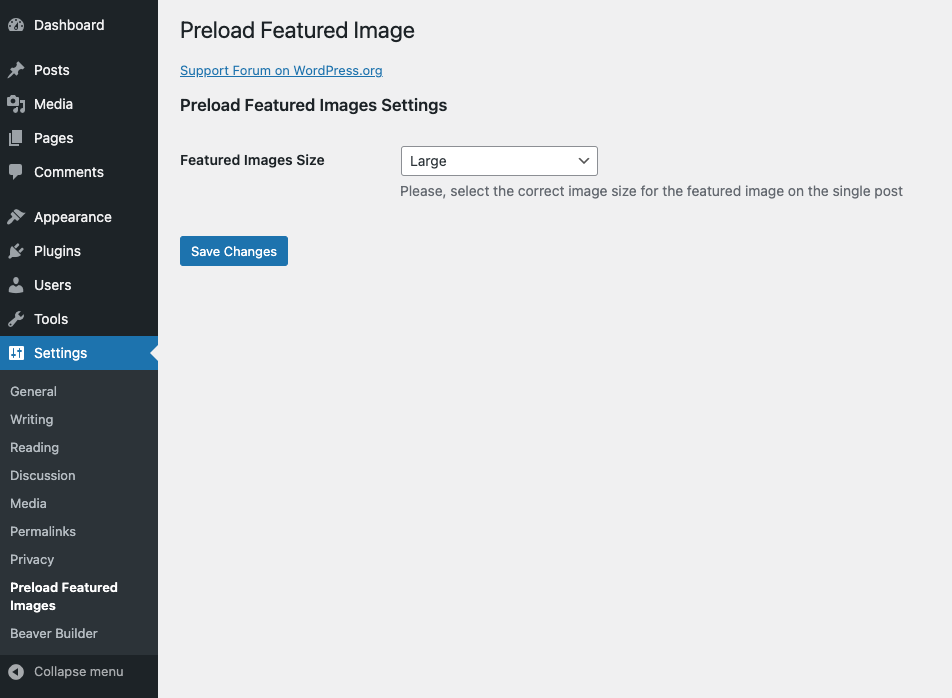 Dashboard
Posts
Media
Pages
Comments
Appearance
Plugins
Users
Tools
Settings
General
Writing
Reading
Discussion
Media
Permalinks
Privacy
Preload Featured
Images
Beaver Builder
Collapse menu
Preload Featured Image
Support Forum on WordPress.org
Preload Featured Images Settings
Featured Images Size
Large
Please, select the correct image size for the featured image on the single post
Save Changes